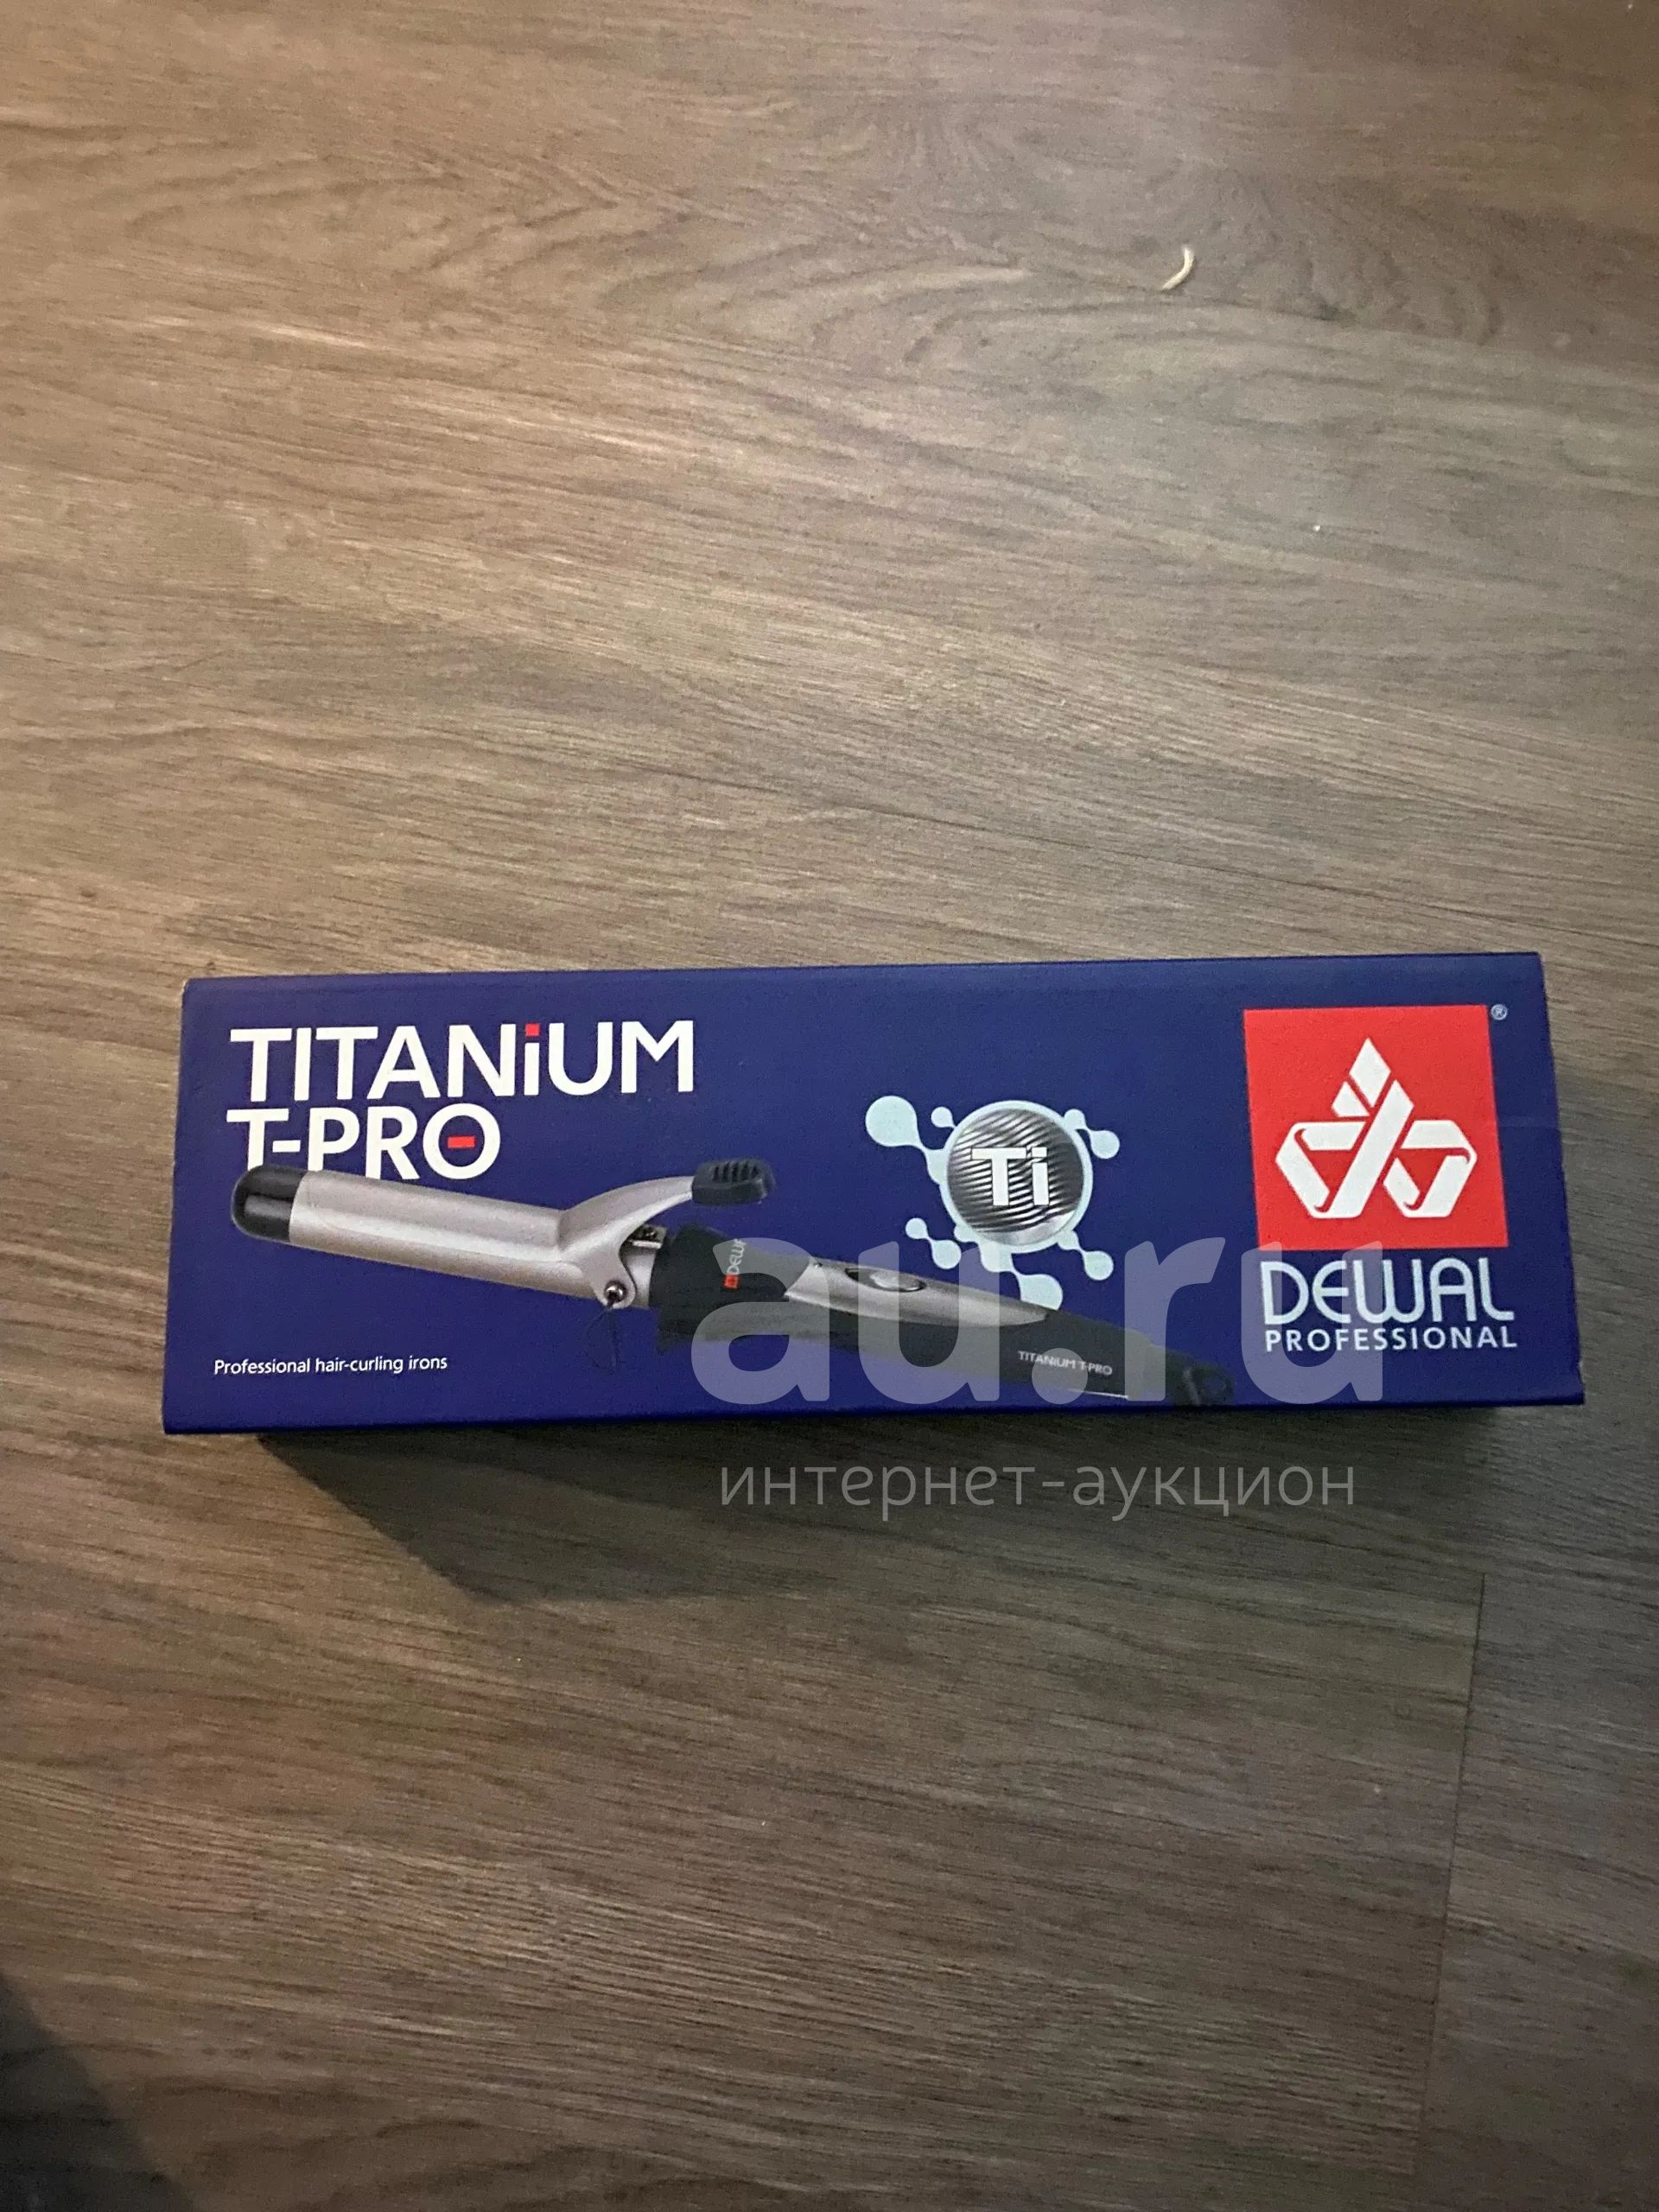 TITANiUM
T-PRO
Ti
®
DEWAL
PROFESSIONAL
DEWAL
TITANiUM T-PRO
Professional hair-curling irons
au.ru
интернет-аукцион